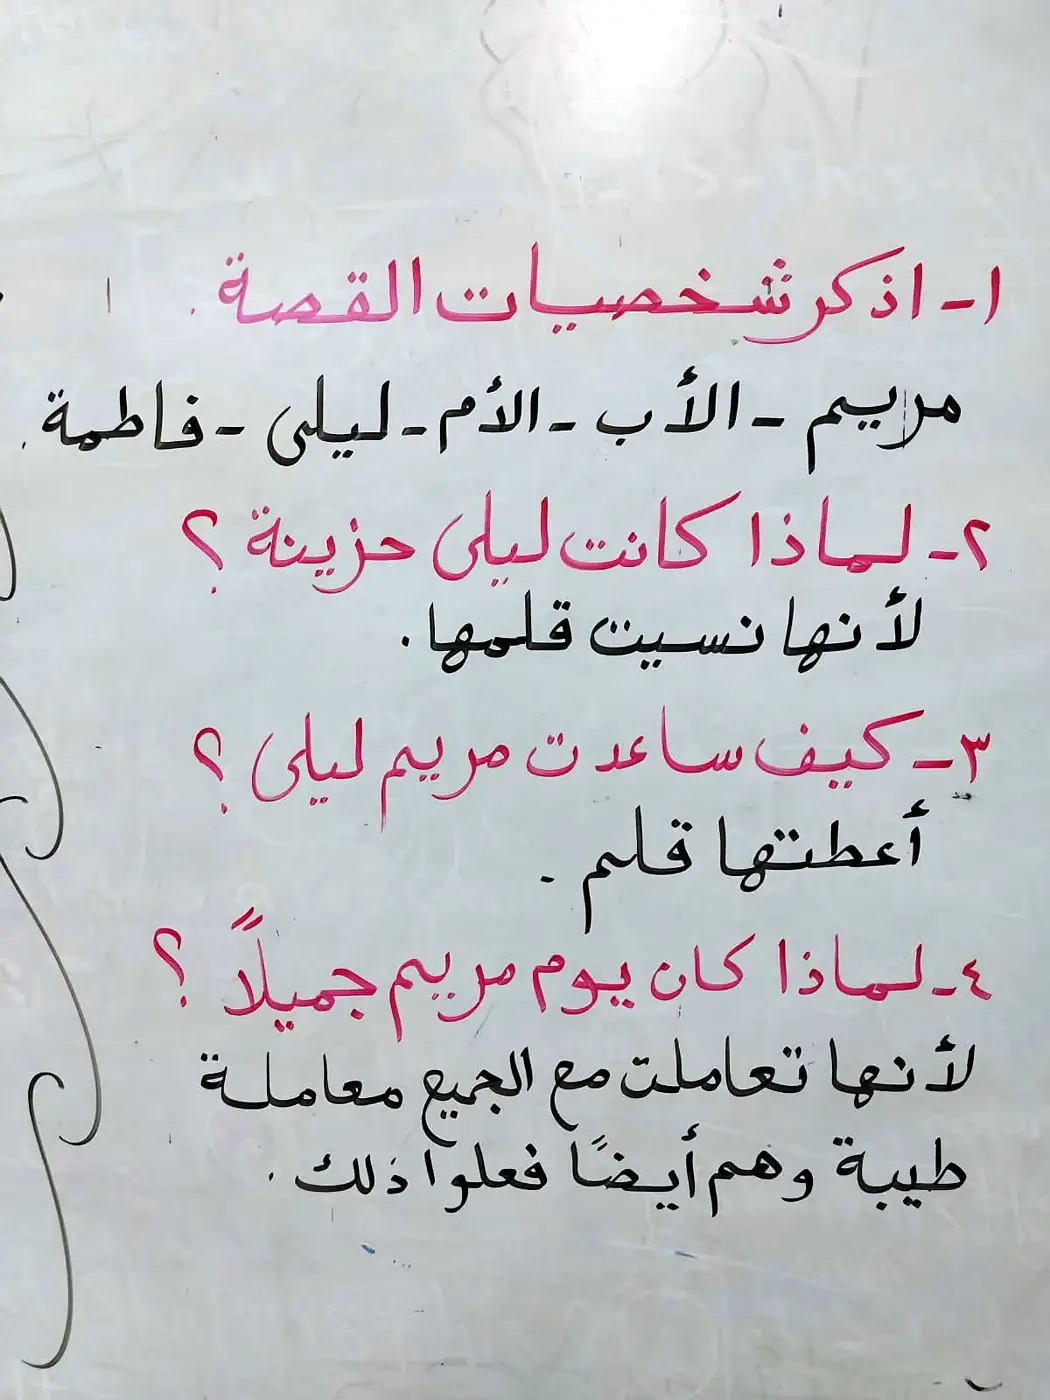 ١- اذكر شخصيات القصة.
مريم - الأب - الأم - ليلى - فاطمة.
٢- لماذا كانت ليلى حزينة؟
لأنها نسيت قلمها.
٣- كيف ساعدت مريم ليلى؟
أعطتها قلم.
٤- لماذا كان يوم مريم جميلاً؟
لأنها تعاملت مع الجميع معاملة
طيبة وهم أيضًا فعلوا ذلك.